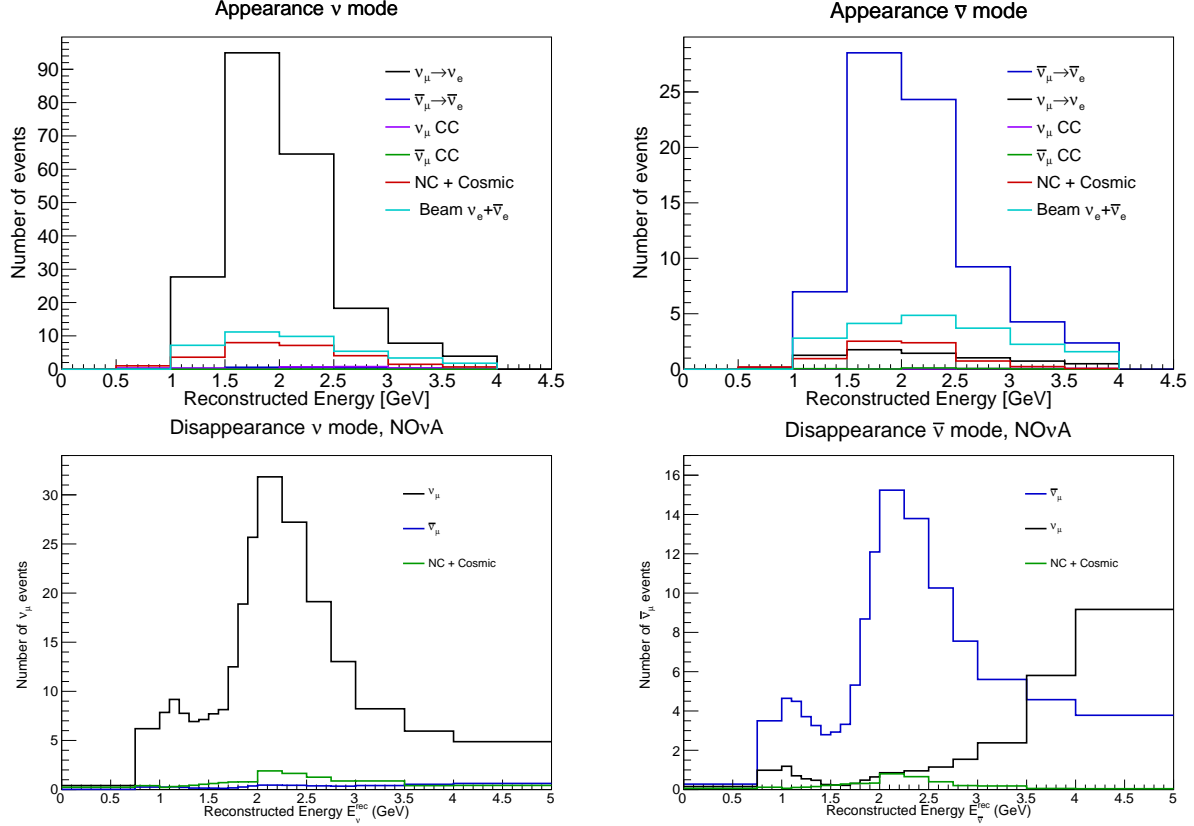 Appearance ν mode
90
80
70
60
50
40
30
20
10
0
Number of events
ν_μ→ν_e
ν̅_μ→ν̅_e
ν_μ CC
ν̅_μ CC
NC + Cosmic
Beam ν_e+ν̅_e
0 0.5 1 1.5 2 2.5 3 3.5 4 4.5
Reconstructed Energy [GeV]
Appearance ν̅ mode
25
20
15
10
5
0
Number of events
ν̅_μ→ν̅_e
ν_μ→ν_e
ν_μ CC
ν̅_μ CC
NC + Cosmic
Beam ν_e+ν̅_e
0 0.5 1 1.5 2 2.5 3 3.5 4 4.5
Reconstructed Energy [GeV]
Disappearance ν mode, NOνA
30
25
20
15
10
5
0
Number of ν_μ events
ν_μ
ν̅_μ
NC + Cosmic
0 0.5 1 1.5 2 2.5 3 3.5 4 4.5 5
Reconstructed Energy E_ν^rec (GeV)
Disappearance ν̅ mode, NOνA
16
14
12
10
8
6
4
2
0
Number of ν̅_μ events
ν̅_μ
ν_μ
NC + Cosmic
0 0.5 1 1.5 2 2.5 3 3.5 4 4.5 5
Reconstructed Energy E_ν̅^rec (GeV)